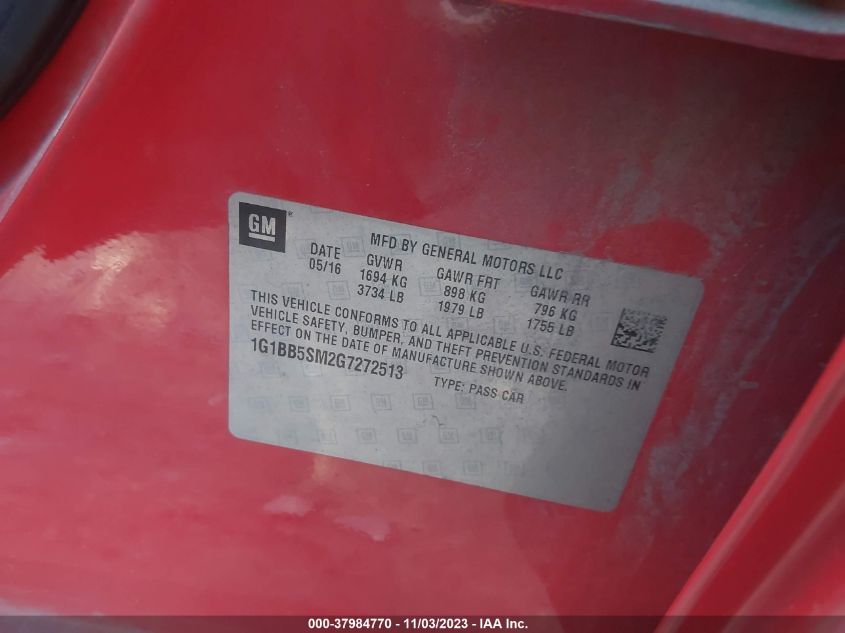 GM ®
MFD BY GENERAL MOTORS LLC
DATE GVWR GAWR FRT GAWR RR
05/16 1694 KG 898 KG 796 KG
3734 LB 1979 LB 1755 LB
THIS VEHICLE CONFORMS TO ALL APPLICABLE U.S. FEDERAL MOTOR
VEHICLE SAFETY, BUMPER, AND THEFT PREVENTION STANDARDS IN
EFFECT ON THE DATE OF MANUFACTURE SHOWN ABOVE.
1G1BB5SM2G7272513
TYPE: PASS CAR
000-37984770 - 11/03/2023 - IAA Inc.